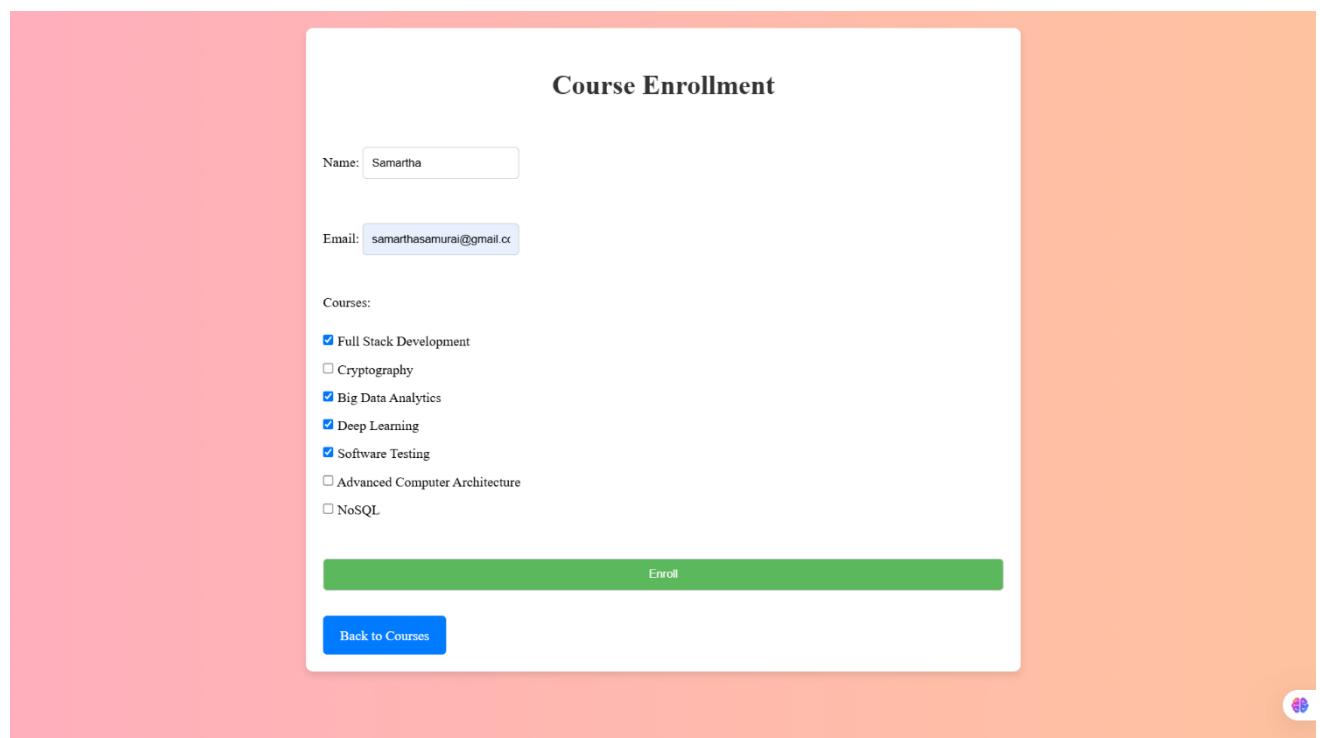 Course Enrollment
Name: Samartha
Email: samarthasamurai@gmail.co
Courses:
Full Stack Development
Cryptography
Big Data Analytics
Deep Learning
Software Testing
Advanced Computer Architecture
NoSQL
Enroll
Back to Courses